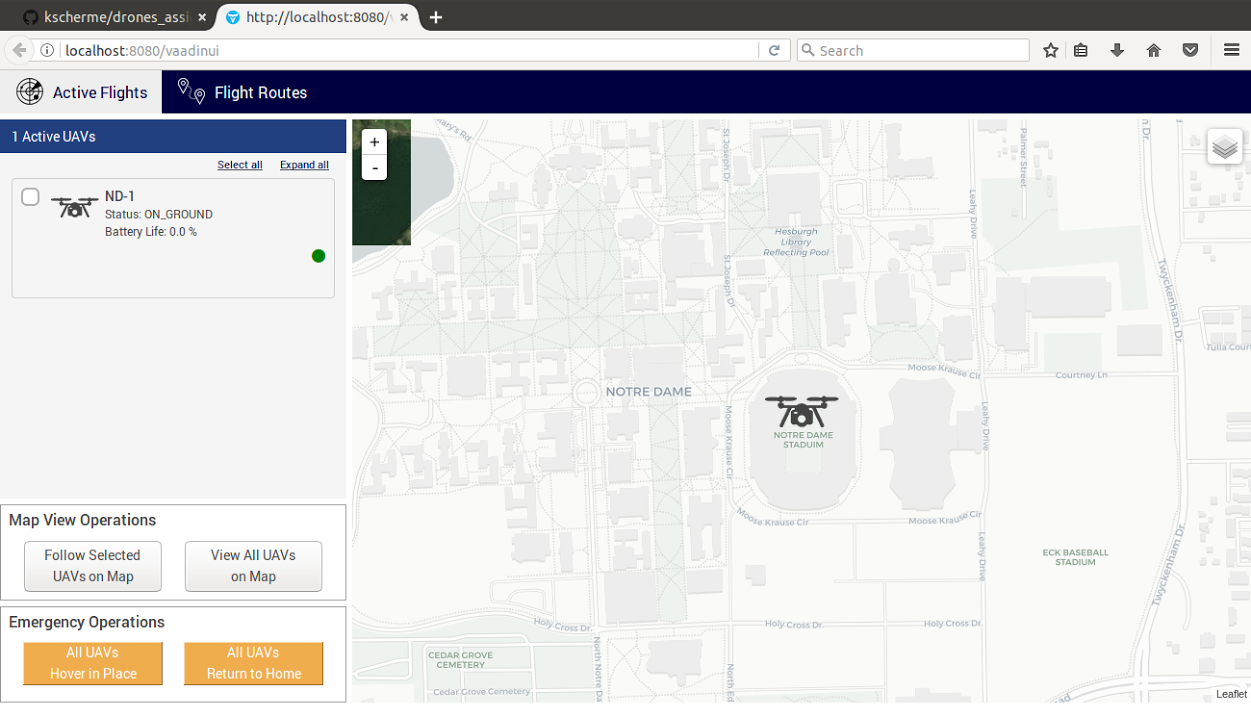 kscherme/drones_assi
http://localhost:8080/v
localhost:8080/vaadinui
Search
Active Flights
Flight Routes
1 Active UAVs
Select all
Expand all
ND-1
Status: ON_GROUND
Battery Life: 0.0 %
Map View Operations
Follow Selected
UAVs on Map
View All UAVs
on Map
Emergency Operations
All UAVs
Hover in Place
All UAVs
Return to Home
+
-
St Joseph Dr
Palmer Street
Leahy Drive
Hesburgh
Library
Reflecting Pool
St Joseph Dr
Twyckenham Dr.
Tulla Court
Moose Krause Cir
Courtney Ln
NOTRE DAME
Moose Krause Cir
Leahy Drive
NOTRE DAME
STADUIM
Moose Krause Cir
Moose Krause Cir
Leahy Drive
ECK BASEBALL
STADIUM
Twyckenham Dr
Holy Cross Dr.
Holy Cross Dr.
Holy Cross Dr.
CEDAR GROVE
CEMETERY
Cedar Grove Cemetery
North Notre Da
North Ed
Leaflet